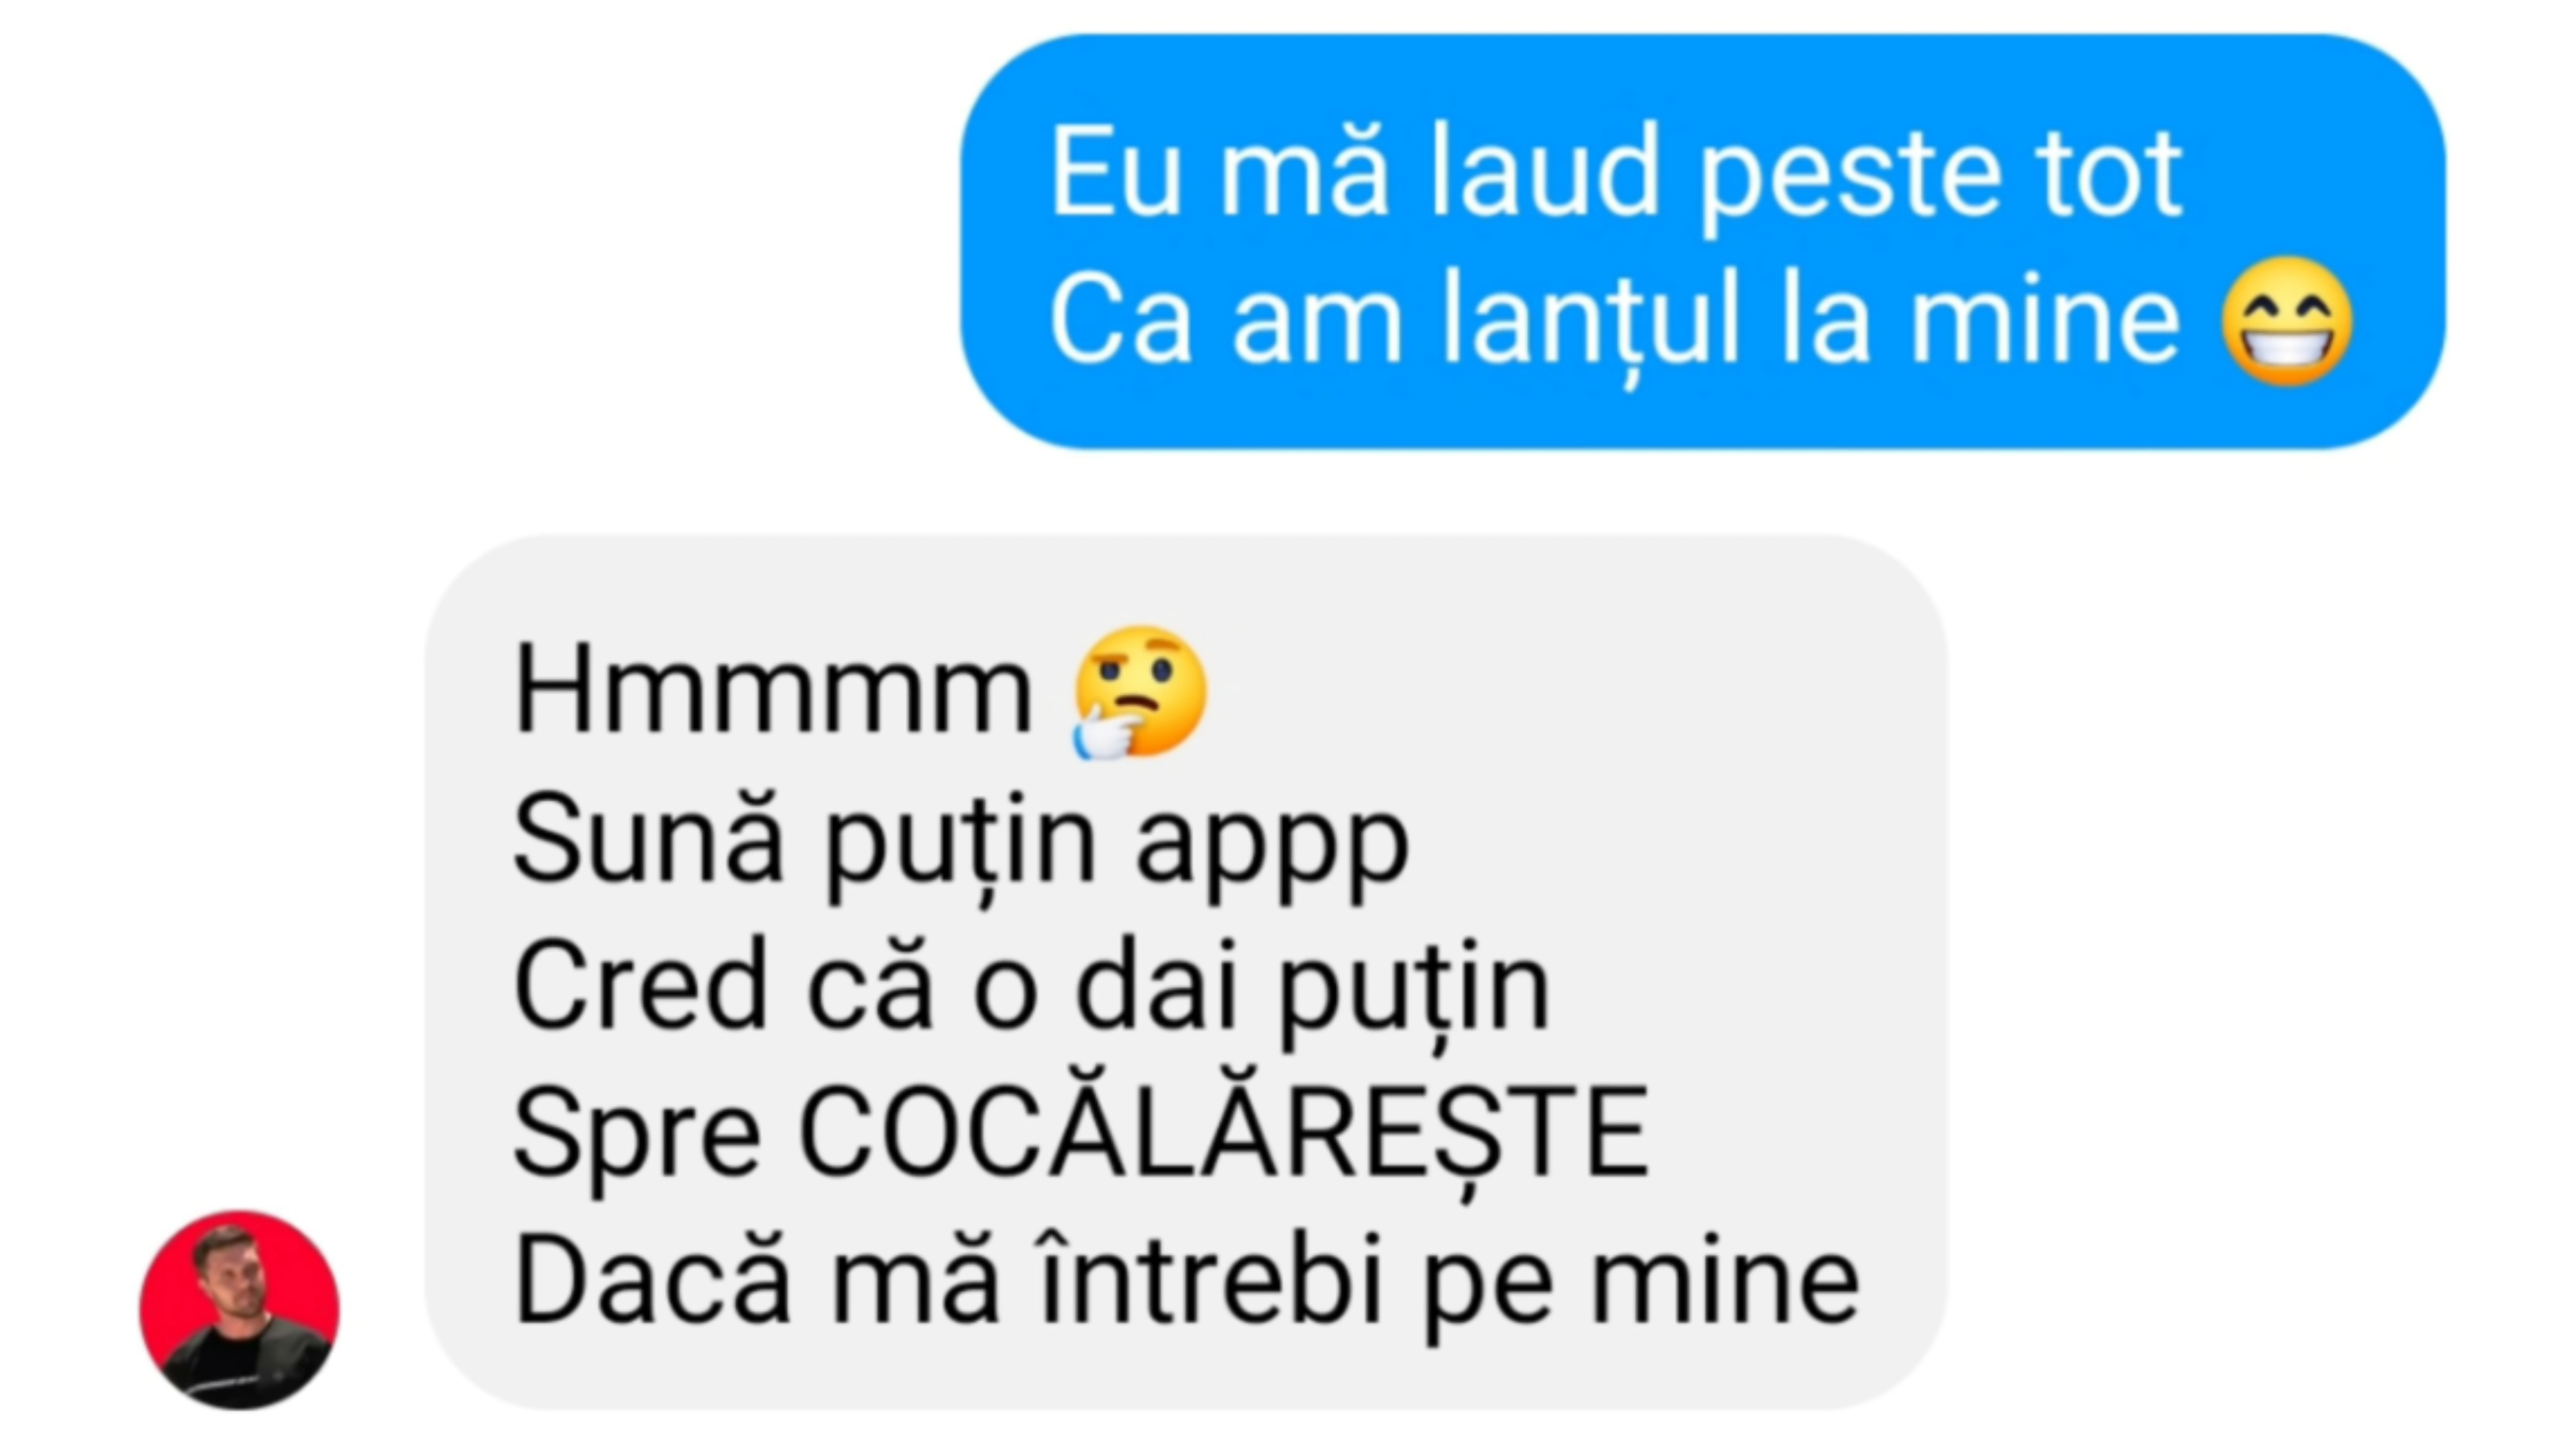 Eu mă laud peste tot
Ca am lanțul la mine 😁
Hmmmm 🤔
Sună puțin appp
Cred că o dai puțin
Spre COCĂLĂREȘTE
Dacă mă întrebi pe mine